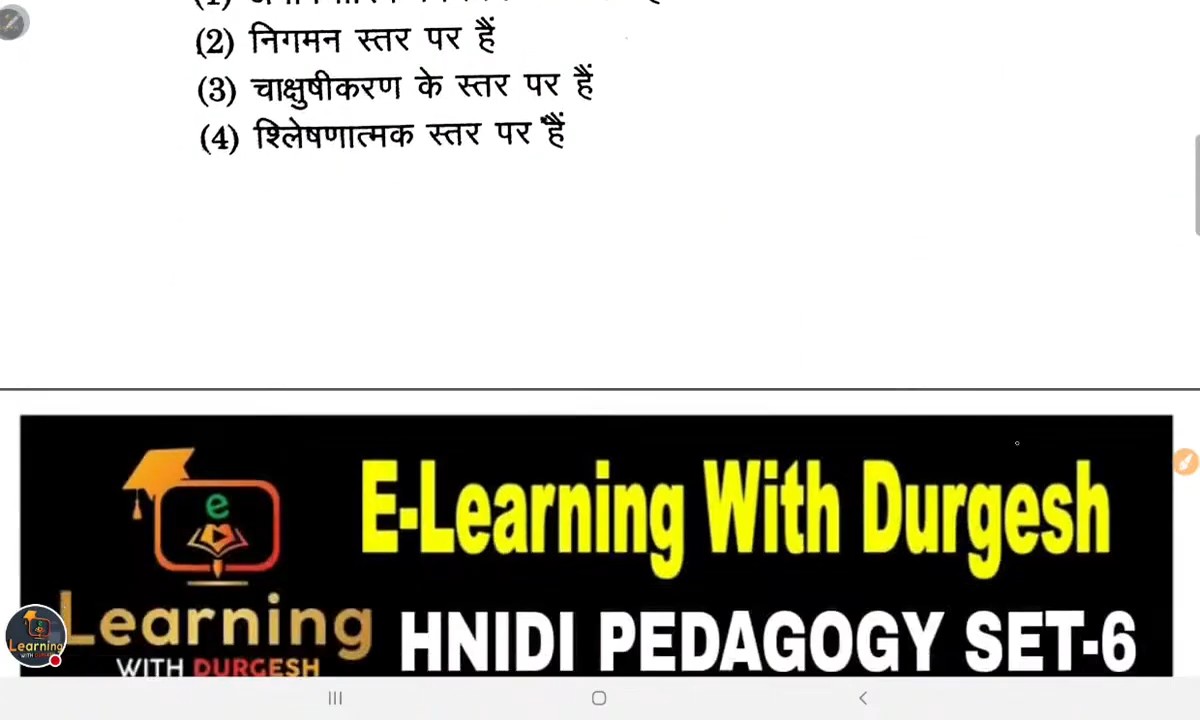 (2) निगमन स्तर पर हैं
(3) चाक्षुषीकरण के स्तर पर हैं
(4) श्लेिषणात्मक स्तर पर हैं
e
Learning
WITH DURGESH
E-Learning With Durgesh
HNIDI PEDAGOGY SET-6
Learning